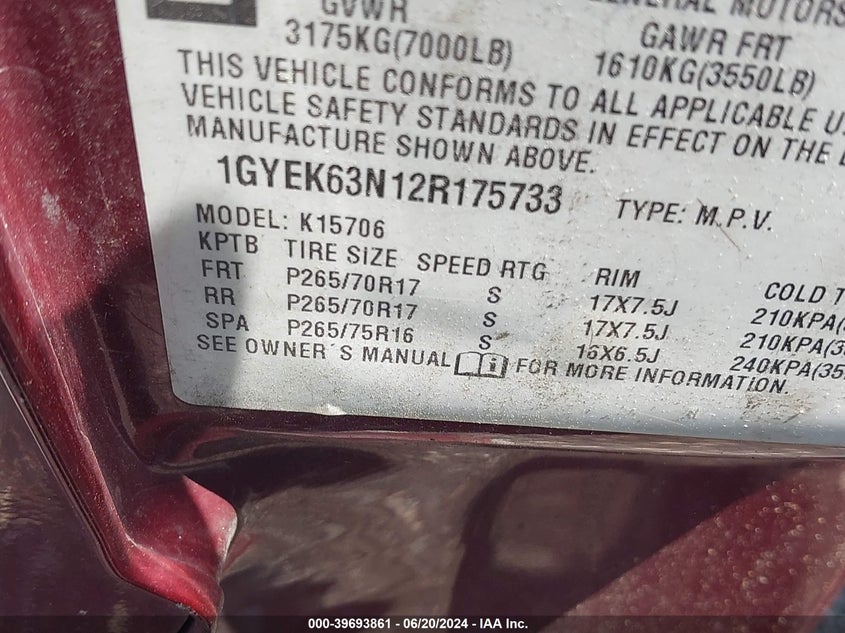 GVWR
GENERAL MOTORS
3175KG(7000LB)
GAWR FRT
1610KG(3550LB)
THIS VEHICLE CONFORMS TO ALL APPLICABLE U.
VEHICLE SAFETY STANDARDS IN EFFECT ON THE
MANUFACTURE SHOWN ABOVE.
1GYEK63N12R175733 TYPE: M.P.V.
MODEL: K15706
KPTB TIRE SIZE SPEED RTG RIM COLD T
FRT P265/70R17 S 17X7.5J 210KPA(3
RR P265/70R17 S 17X7.5J 210KPA(3
SPA P265/75R16 S 16X6.5J 240KPA(35
SEE OWNER'S MANUAL FOR MORE INFORMATION.
000-39693861 - 06/20/2024 - IAA Inc.